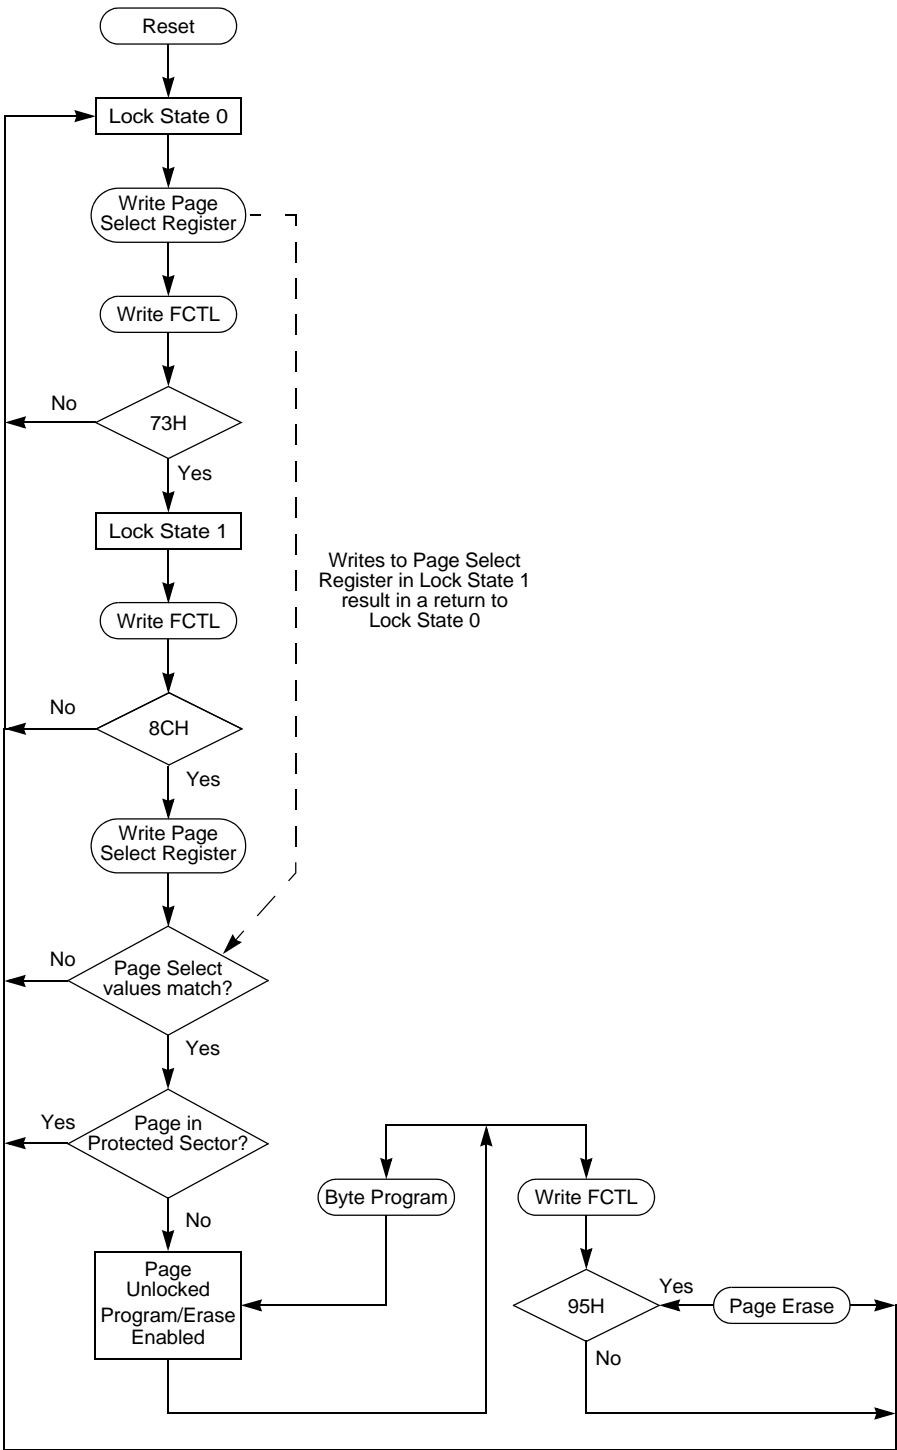 Reset
Lock State 0
Write Page
Select Register
Write FCTL
No
73H
Yes
Lock State 1
Writes to Page Select
Register in Lock State 1
result in a return to
Lock State 0
Write FCTL
No
8CH
Yes
Write Page
Select Register
No
Page Select
values match?
Yes
Yes
Page in
Protected Sector?
No
Byte Program
Write FCTL
Page
Unlocked
Program/Erase
Enabled
95H
Yes
Page Erase
No